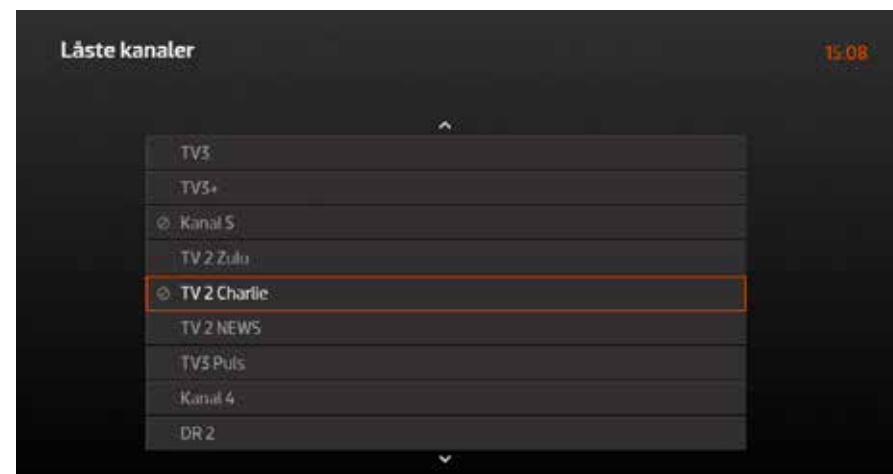 Låste kanaler
15:08
TV3
TV3+
Kanal 5
TV 2 Zulu
TV 2 Charlie
TV 2 NEWS
TV3 Puls
Kanal 4
DR 2